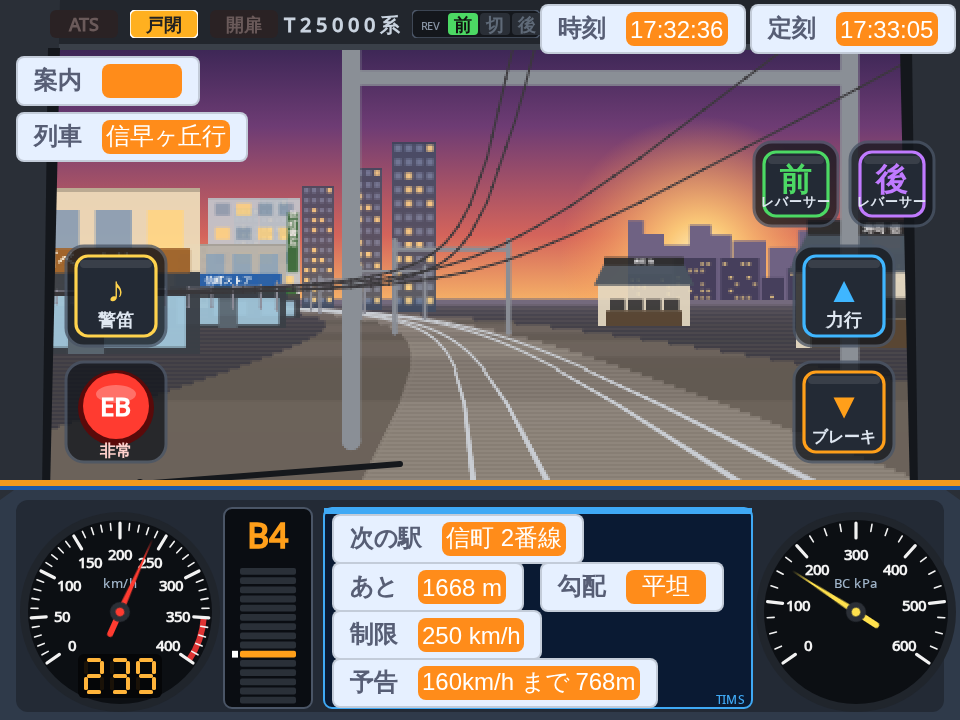 ATS 戸閉 開扉 T25000系 REV 前 切 後
時刻 17:32:36 定刻 17:33:05
案内
列車 信早ヶ丘行
前 レバーサー
後 レバーサー
信町ストア
♪ 警笛
▲ 力行
EB 非常
▼ ブレーキ
0 50 100 150 200 250 300 350 400
km/h
239
B4
次の駅 信町 2番線
あと 1668 m 勾配 平坦
制限 250 km/h
予告 160km/h まで 768m
TIMS
0 100 200 300 400 500 600
BC kPa